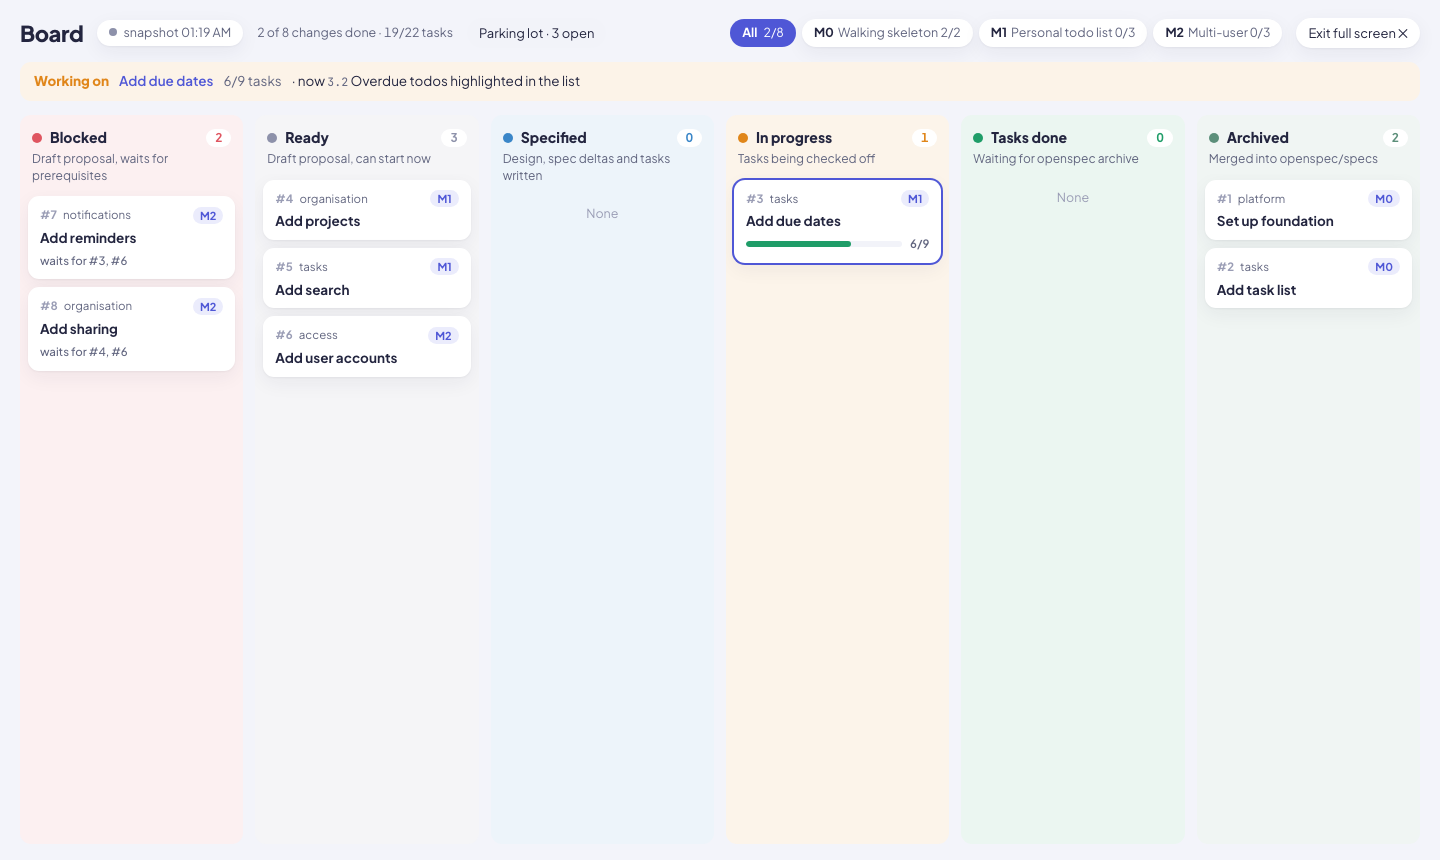 Board
snapshot 01:19 AM
2 of 8 changes done · 19/22 tasks
Parking lot · 3 open
All 2/8
M0 Walking skeleton 2/2
M1 Personal todo list 0/3
M2 Multi-user 0/3
Exit full screen ✕
Working on Add due dates 6/9 tasks · now 3.2 Overdue todos highlighted in the list
Blocked 2
Draft proposal, waits for
prerequisites
#7 notifications M2
Add reminders
waits for #3, #6
#8 organisation M2
Add sharing
waits for #4, #6
Ready 3
Draft proposal, can start now
#4 organisation M1
Add projects
#5 tasks M1
Add search
#6 access M2
Add user accounts
Specified 0
Design, spec deltas and tasks
written
None
In progress 1
Tasks being checked off
#3 tasks M1
Add due dates
6/9
Tasks done 0
Waiting for openspec archive
None
Archived 2
Merged into openspec/specs
#1 platform M0
Set up foundation
#2 tasks M0
Add task list